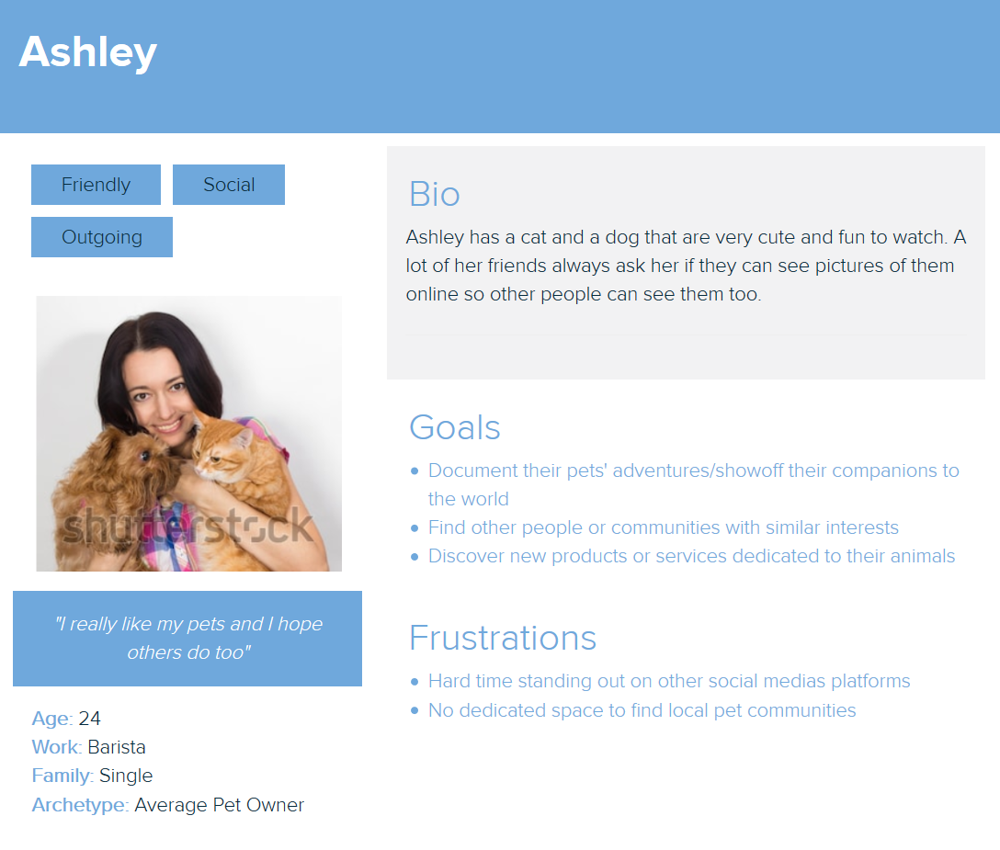 Ashley
Friendly
Social
Outgoing
shutterstock
"I really like my pets and I hope
others do too"
Age: 24
Work: Barista
Family: Single
Archetype: Average Pet Owner
Bio
Ashley has a cat and a dog that are very cute and fun to watch. A
lot of her friends always ask her if they can see pictures of them
online so other people can see them too.
Goals
Document their pets' adventures/showoff their companions to
the world
Find other people or communities with similar interests
Discover new products or services dedicated to their animals
Frustrations
Hard time standing out on other social medias platforms
No dedicated space to find local pet communities